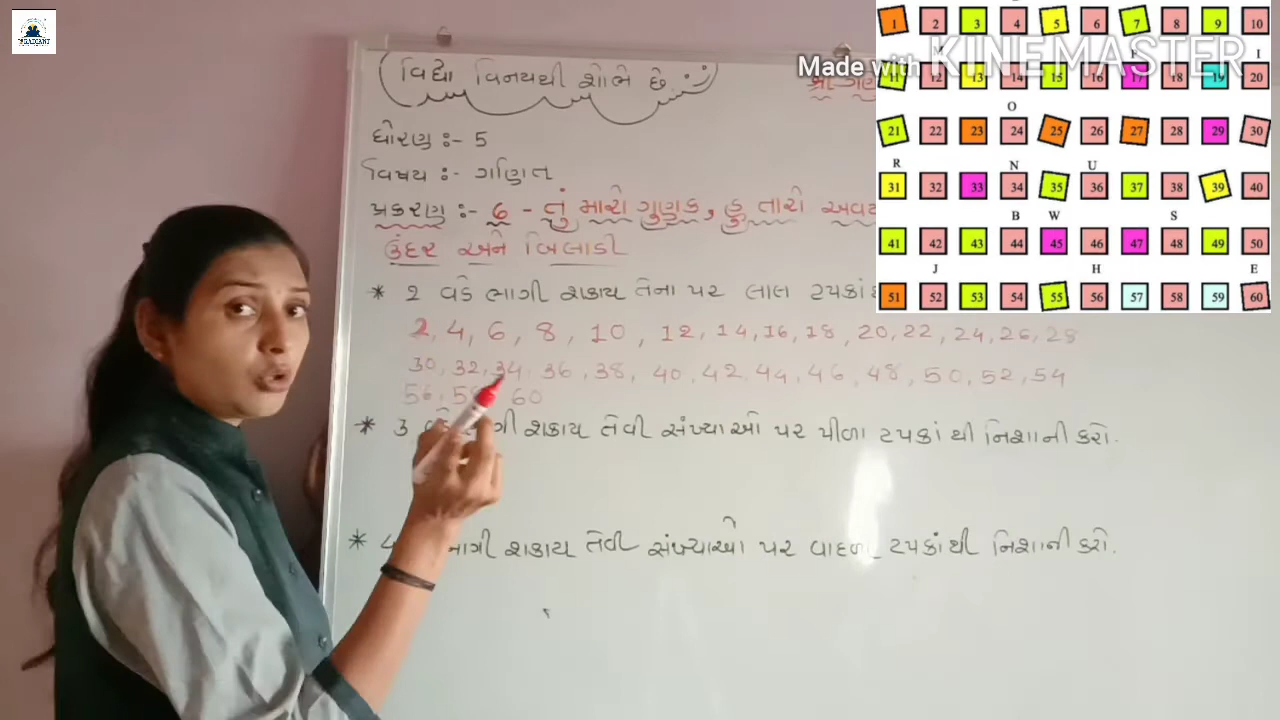 વિદ્યા વિનયથી શોભે છે.
ધોરણ :- 5
વિષય :- ગણિત
પ્રકરણ :- 6 - તું મારો ગુણક, હુ તારો
ઉંદર અને બિલાડી
* 2 વડે ભાગી શકાય તેના પર લાલ ટપકાં
2, 4, 6, 8, 10, 12, 14, 16, 18, 20, 22, 24, 26, 28
30, 32, 34, 36, 38, 40, 42, 44, 46, 48, 50, 52, 54
56, 58, 60
* 3 વડે ભાગી શકાય તેવી સંખ્યાઓ પર પીળા ટપકાં થી નિશાની કરો.
* 4 ભાગી શકાય તેવી સંખ્યાઓ પર વાદળી ટપકાં થી નિશાની કરો.
Made with KINEMASTER
1 2 3 4 5 6 7 8 9 10
I
11 12 13 14 15 16 17 18 19 20
O
21 22 23 24 25 26 27 28 29 30
R N U
31 32 33 34 35 36 37 38 39 40
B W S
41 42 43 44 45 46 47 48 49 50
J H E
51 52 53 54 55 56 57 58 59 60